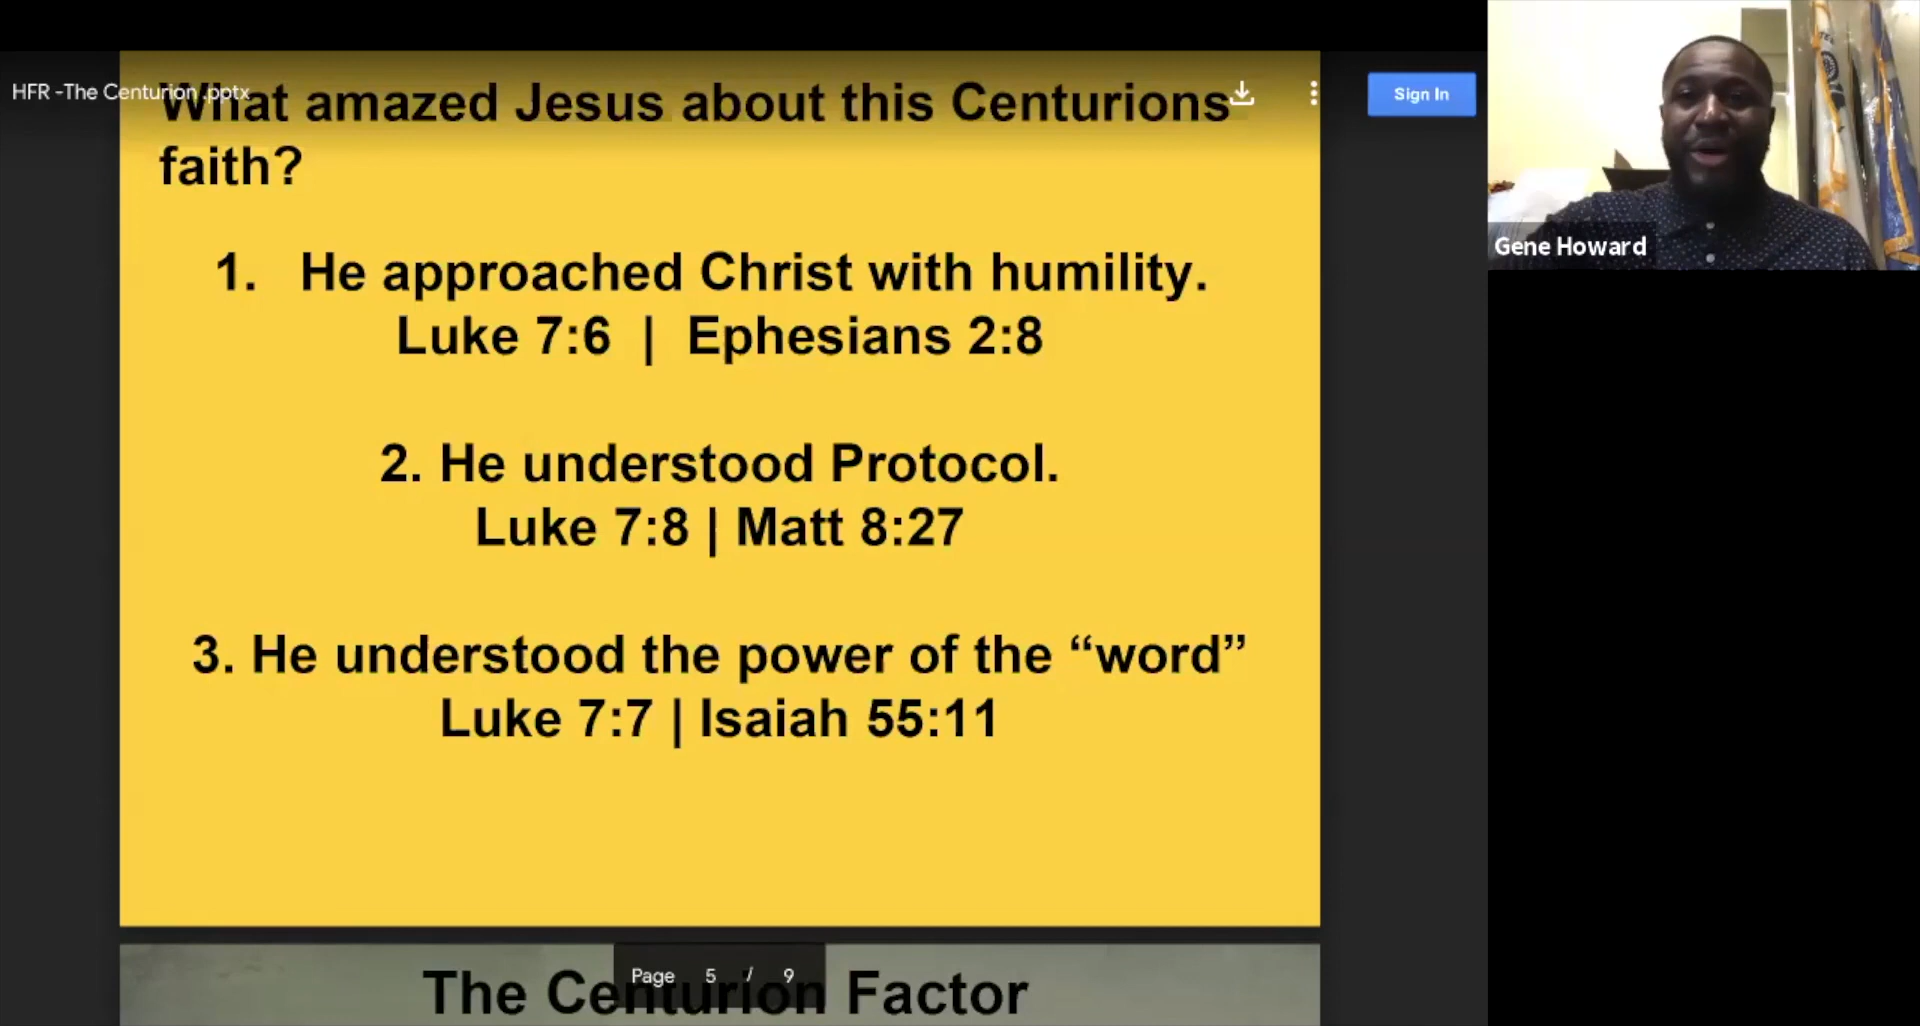 HFR -The Centurion .pptx
What amazed Jesus about this Centurions
faith?
1. He approached Christ with humility.
Luke 7:6 | Ephesians 2:8
2. He understood Protocol.
Luke 7:8 | Matt 8:27
3. He understood the power of the “word”
Luke 7:7 | Isaiah 55:11
The Centurion Factor
Page 5 / 9
Sign In
Gene Howard